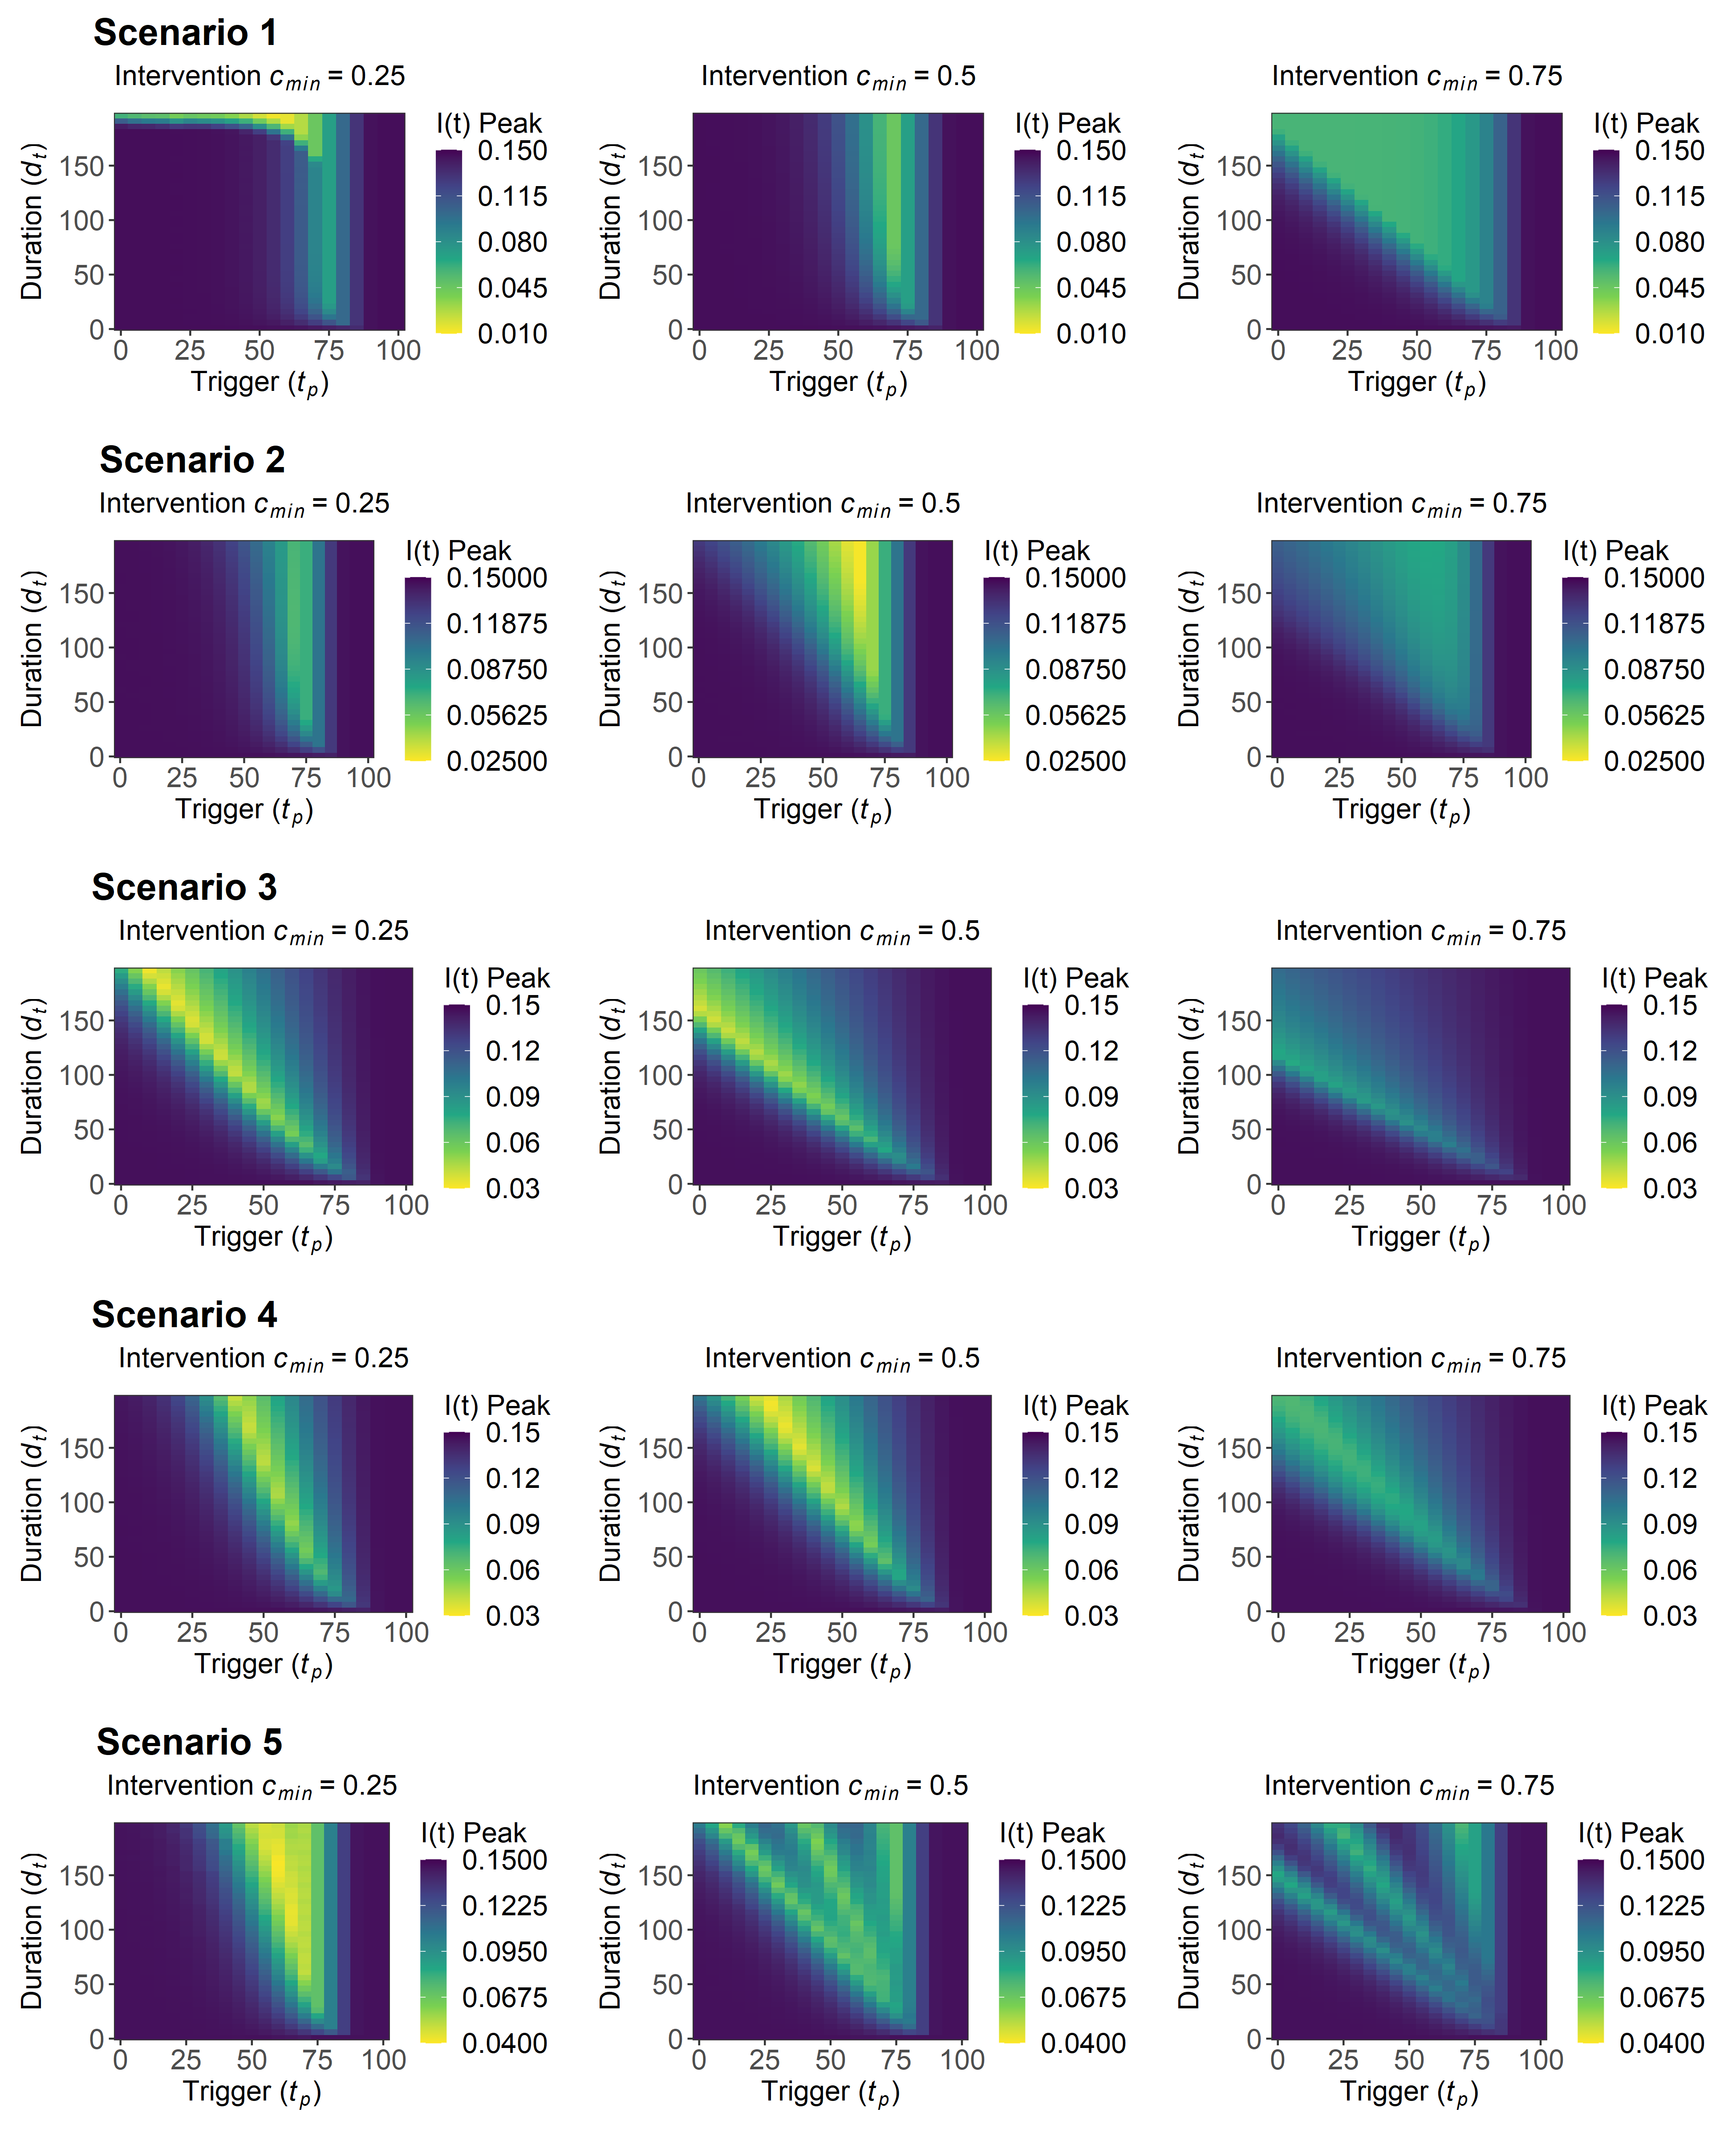 Scenario 1
Intervention c_min = 0.25
Intervention c_min = 0.5
Intervention c_min = 0.75
Duration (d_t)
150
100
50
0
0 25 50 75 100
Trigger (t_p)
I(t) Peak
0.150
0.115
0.080
0.045
0.010
Duration (d_t)
150
100
50
0
0 25 50 75 100
Trigger (t_p)
I(t) Peak
0.150
0.115
0.080
0.045
0.010
Duration (d_t)
150
100
50
0
0 25 50 75 100
Trigger (t_p)
I(t) Peak
0.150
0.115
0.080
0.045
0.010
Scenario 2
Intervention c_min = 0.25
Intervention c_min = 0.5
Intervention c_min = 0.75
Duration (d_t)
150
100
50
0
0 25 50 75 100
Trigger (t_p)
I(t) Peak
0.15000
0.11875
0.08750
0.05625
0.02500
Duration (d_t)
150
100
50
0
0 25 50 75 100
Trigger (t_p)
I(t) Peak
0.15000
0.11875
0.08750
0.05625
0.02500
Duration (d_t)
150
100
50
0
0 25 50 75 100
Trigger (t_p)
I(t) Peak
0.15000
0.11875
0.08750
0.05625
0.02500
Scenario 3
Intervention c_min = 0.25
Intervention c_min = 0.5
Intervention c_min = 0.75
Duration (d_t)
150
100
50
0
0 25 50 75 100
Trigger (t_p)
I(t) Peak
0.15
0.12
0.09
0.06
0.03
Duration (d_t)
150
100
50
0
0 25 50 75 100
Trigger (t_p)
I(t) Peak
0.15
0.12
0.09
0.06
0.03
Duration (d_t)
150
100
50
0
0 25 50 75 100
Trigger (t_p)
I(t) Peak
0.15
0.12
0.09
0.06
0.03
Scenario 4
Intervention c_min = 0.25
Intervention c_min = 0.5
Intervention c_min = 0.75
Duration (d_t)
150
100
50
0
0 25 50 75 100
Trigger (t_p)
I(t) Peak
0.15
0.12
0.09
0.06
0.03
Duration (d_t)
150
100
50
0
0 25 50 75 100
Trigger (t_p)
I(t) Peak
0.15
0.12
0.09
0.06
0.03
Duration (d_t)
150
100
50
0
0 25 50 75 100
Trigger (t_p)
I(t) Peak
0.15
0.12
0.09
0.06
0.03
Scenario 5
Intervention c_min = 0.25
Intervention c_min = 0.5
Intervention c_min = 0.75
Duration (d_t)
150
100
50
0
0 25 50 75 100
Trigger (t_p)
I(t) Peak
0.1500
0.1225
0.0950
0.0675
0.0400
Duration (d_t)
150
100
50
0
0 25 50 75 100
Trigger (t_p)
I(t) Peak
0.1500
0.1225
0.0950
0.0675
0.0400
Duration (d_t)
150
100
50
0
0 25 50 75 100
Trigger (t_p)
I(t) Peak
0.1500
0.1225
0.0950
0.0675
0.0400